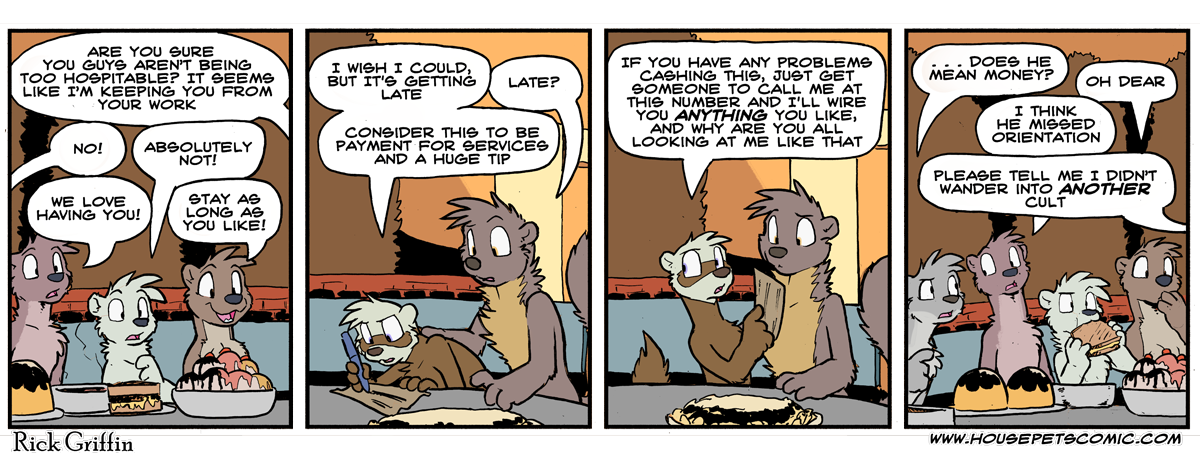 ARE YOU SURE
YOU GUYS AREN'T BEING
TOO HOSPITABLE? IT SEEMS
LIKE I'M KEEPING YOU FROM
YOUR WORK
NO!
ABSOLUTELY
NOT!
WE LOVE
HAVING YOU!
STAY AS
LONG AS
YOU LIKE!
I WISH I COULD,
BUT IT'S GETTING
LATE
LATE?
CONSIDER THIS TO BE
PAYMENT FOR SERVICES
AND A HUGE TIP
IF YOU HAVE ANY PROBLEMS
CASHING THIS, JUST GET
SOMEONE TO CALL ME AT
THIS NUMBER AND I'LL WIRE
YOU ANYTHING YOU LIKE,
AND WHY ARE YOU ALL
LOOKING AT ME LIKE THAT
. . . DOES HE
MEAN MONEY?
OH DEAR
I THINK
HE MISSED
ORIENTATION
PLEASE TELL ME I DIDN'T
WANDER INTO ANOTHER
CULT
Rick Griffin
WWW.HOUSEPETSCOMIC.COM